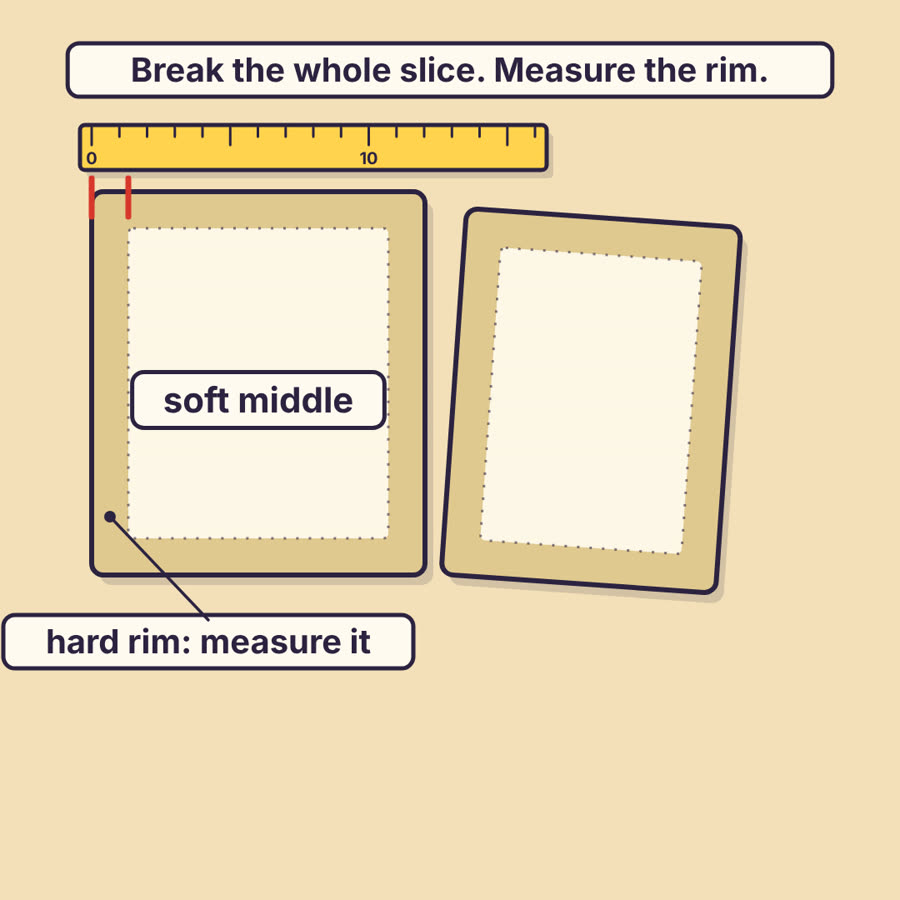 Break the whole slice. Measure the rim.
0 10
soft middle
hard rim: measure it